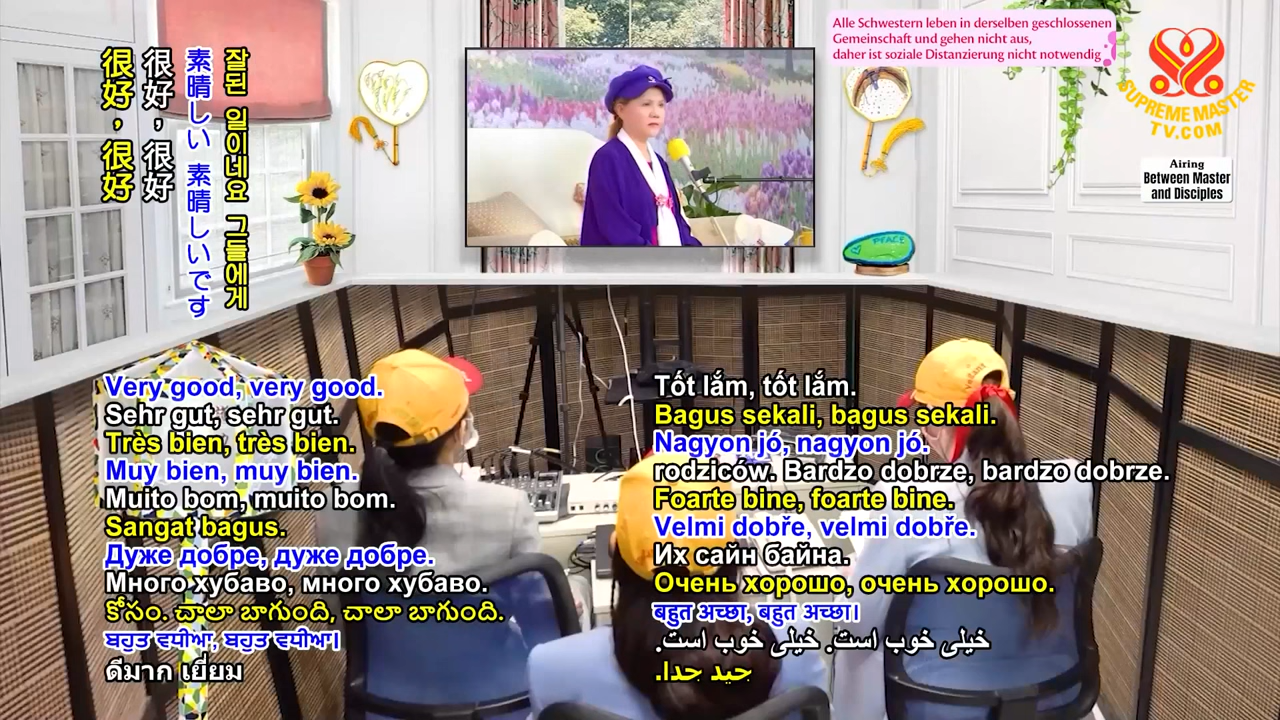 Alle Schwestern leben in derselben geschlossenen
Gemeinschaft und gehen nicht aus,
daher ist soziale Distanzierung nicht notwendig
SUPREME MASTER
TV.COM
Airing
Between Master
and Disciples
PEACE
잘된 일이네요 그들에게
素晴しい 素晴しいです
很好，很好
很好，很好
Very good, very good.
Sehr gut, sehr gut.
Très bien, très bien.
Muy bien, muy bien.
Muito bom, muito bom.
Sangat bagus.
Дуже добре, дуже добре.
Много хубаво, много хубаво.
కోసం. చాలా బాగుంది, చాలా బాగుంది.
ਬਹੁਤ ਵਧੀਆ, ਬਹੁਤ ਵਧੀਆ।
ดีมาก เยี่ยม
Tốt lắm, tốt lắm.
Bagus sekali, bagus sekali.
Nagyon jó, nagyon jó.
rodziców. Bardzo dobrze, bardzo dobrze.
Foarte bine, foarte bine.
Velmi dobře, velmi dobře.
Их сайн байна.
Очень хорошо, очень хорошо.
बहुत अच्छा, बहुत अच्छा।
خیلی خوب است. خیلی خوب است.
جيد جدا.